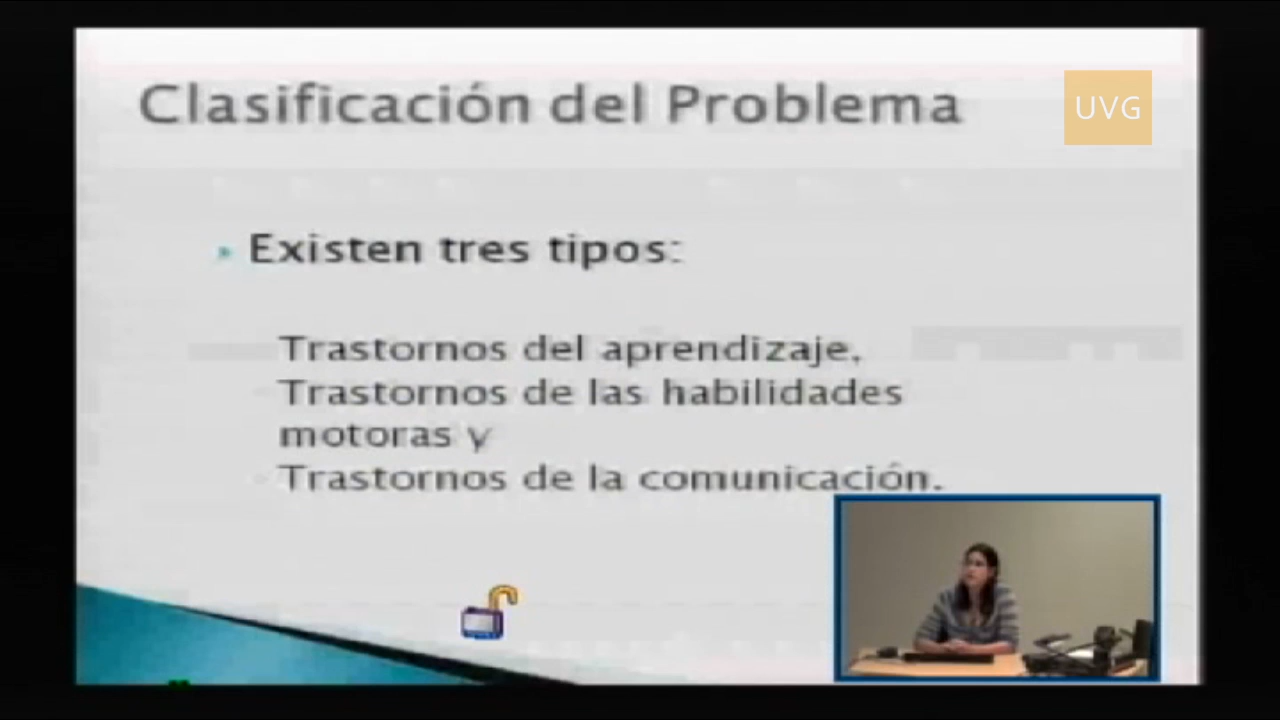 Clasificación del Problema
UVG
Existen tres tipos:
Trastornos del aprendizaje,
Trastornos de las habilidades
motoras y
Trastornos de la comunicación.